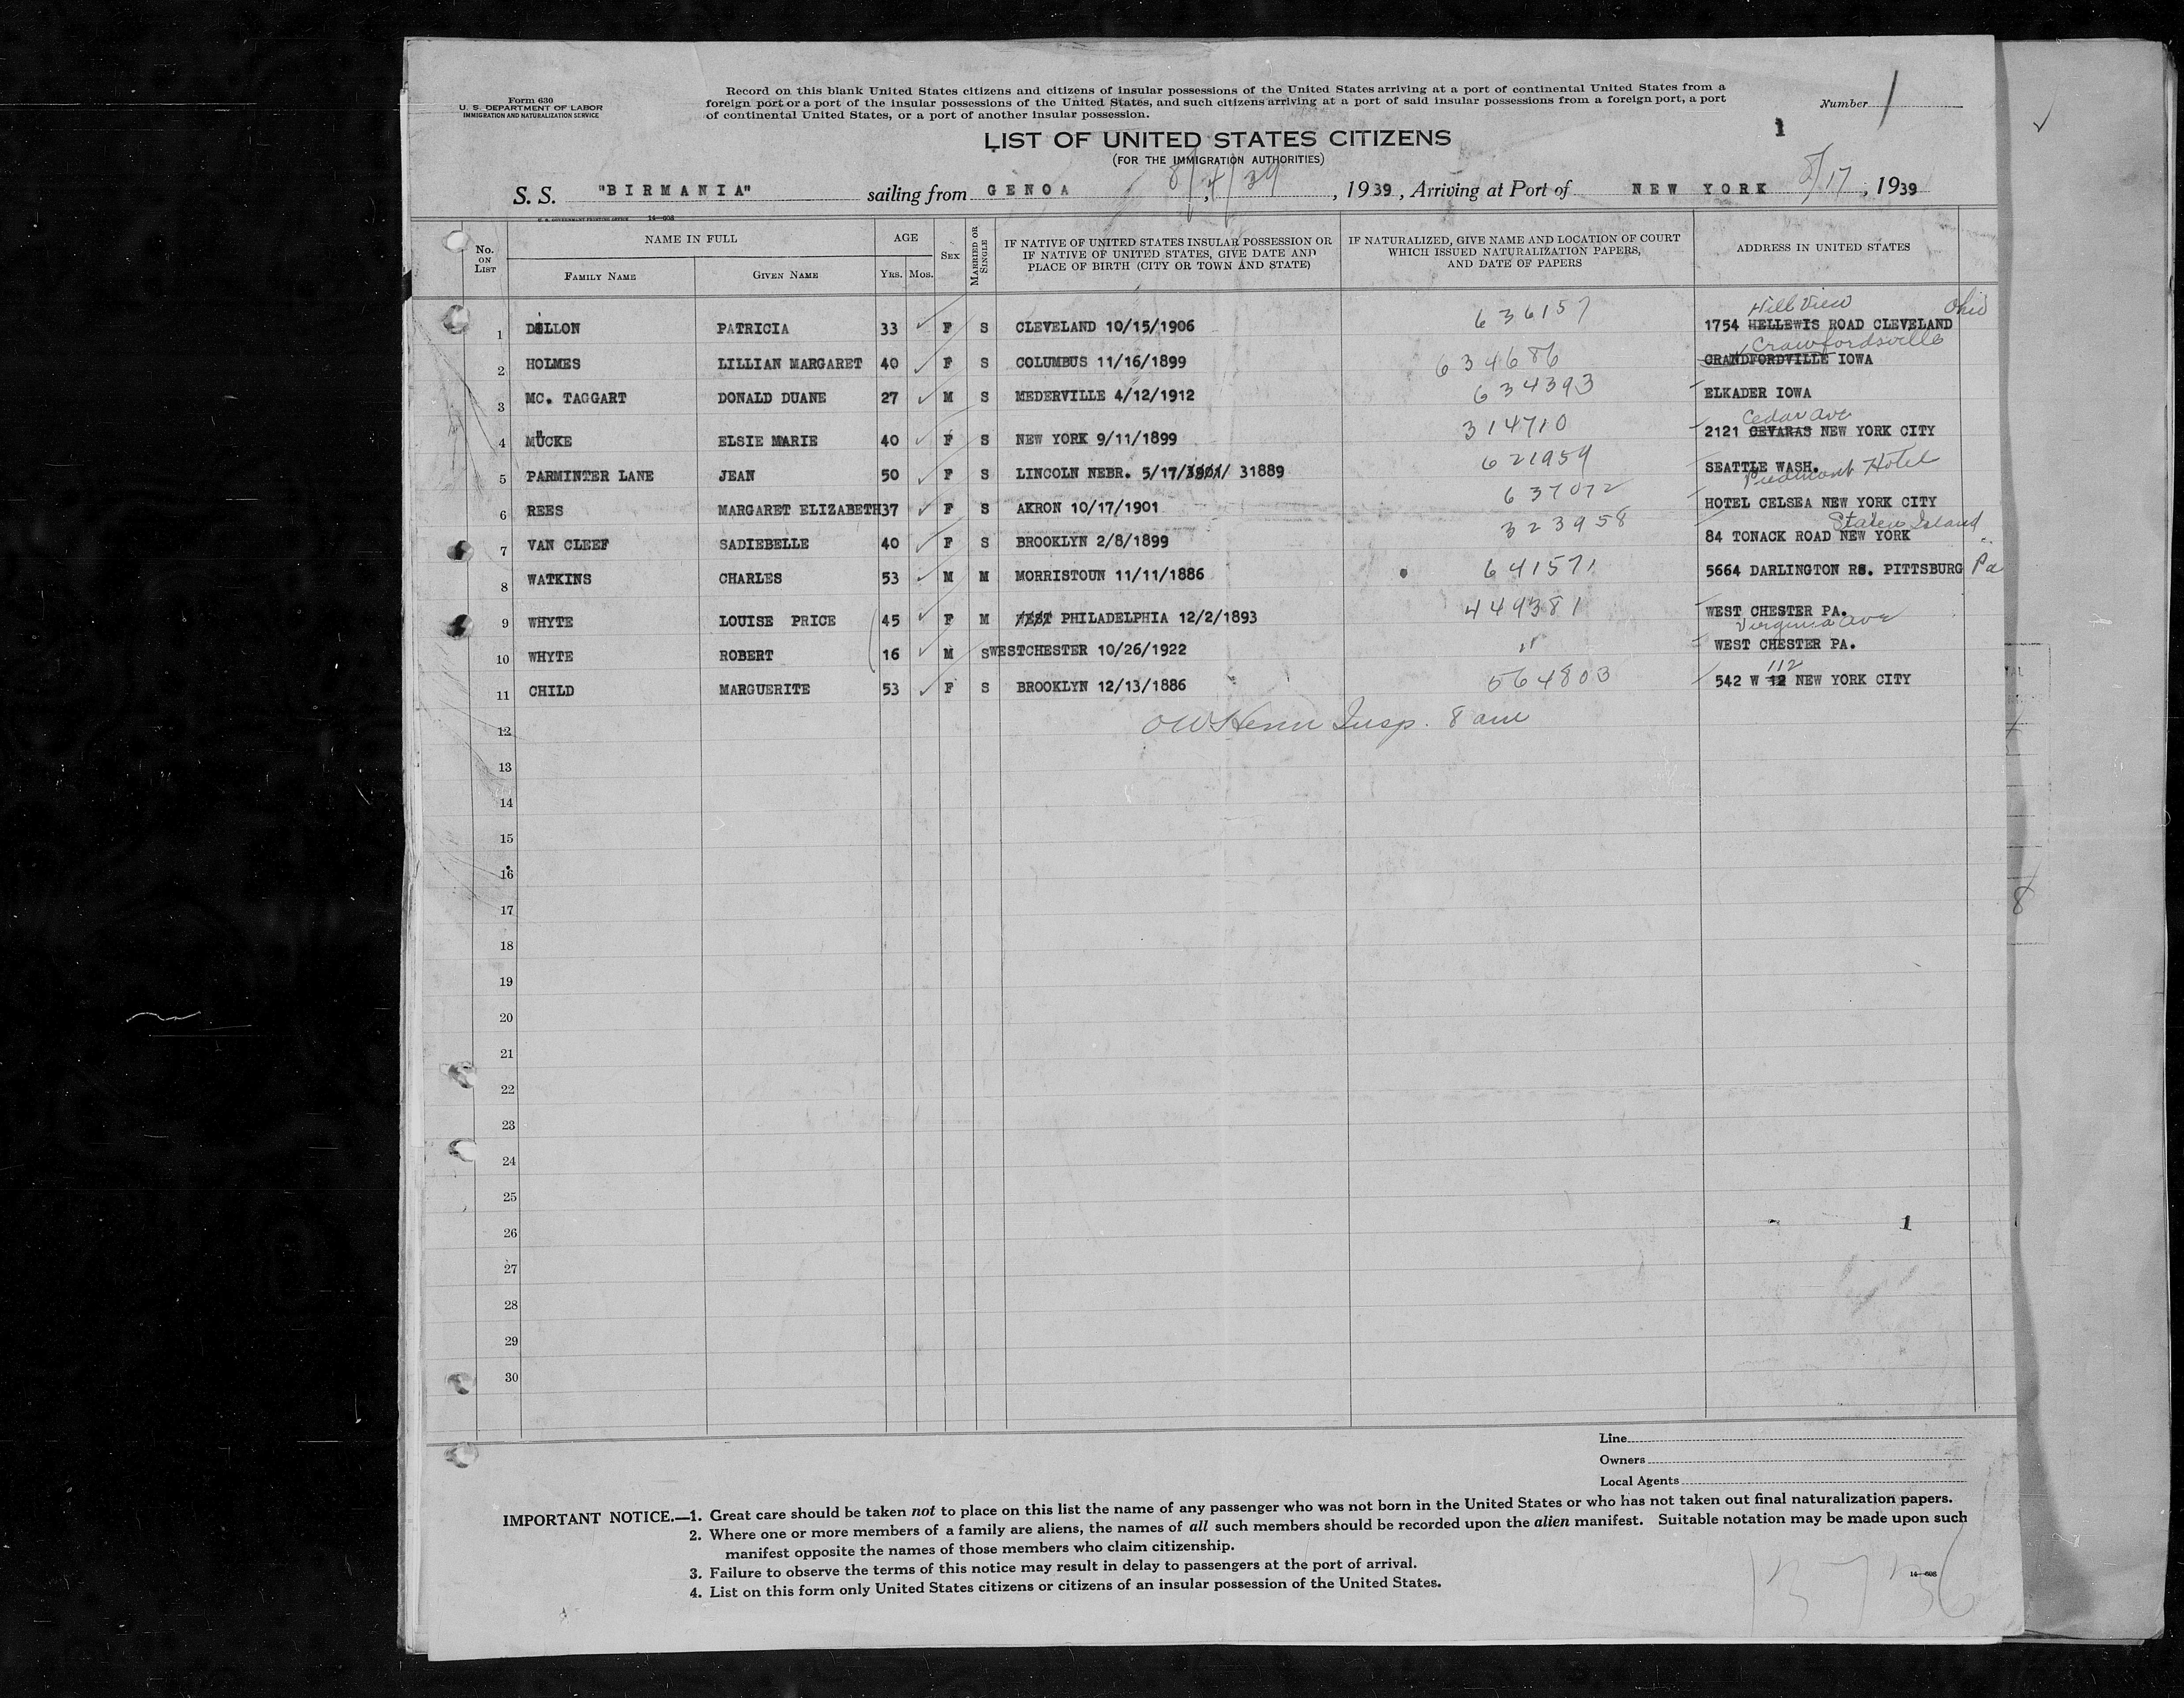 Form 630
U. S. DEPARTMENT OF LABOR
IMMIGRATION AND NATURALIZATION SERVICE
Record on this blank United States citizens and citizens of insular possessions of the United States arriving at a port of continental United States from a
foreign port or a port of the insular possessions of the United States, and such citizens arriving at a port of said insular possessions from a foreign port, a port
of continental United States, or a port of another insular possession.
Number 1
1
LIST OF UNITED STATES CITIZENS
(FOR THE IMMIGRATION AUTHORITIES)
S. S. "BIRMANIA" sailing from GENOA 8/4/39, 1939, Arriving at Port of NEW YORK 8/17, 1939
U. S. GOVERNMENT PRINTING OFFICE 14—608
No. ON LIST NAME IN FULL AGE SEX MARRIED OR SINGLE IF NATIVE OF UNITED STATES INSULAR POSSESSION OR IF NATIVE OF UNITED STATES, GIVE DATE AND PLACE OF BIRTH (CITY OR TOWN AND STATE) IF NATURALIZED, GIVE NAME AND LOCATION OF COURT WHICH ISSUED NATURALIZATION PAPERS, AND DATE OF PAPERS ADDRESS IN UNITED STATES
FAMILY NAME GIVEN NAME YRS. MOS.
Hill View Ohio
1 DILLON PATRICIA 33 F S CLEVELAND 10/15/1906 636157 1754 HELLEWIS ROAD CLEVELAND
Crawfordsville
2 HOLMES LILLIAN MARGARET 40 F S COLUMBUS 11/16/1899 634686 CRANDFORDVILLE IOWA
3 MC. TAGGART DONALD DUANE 27 M S MEDERVILLE 4/12/1912 634393 ELKADER IOWA
Cedar Ave
4 MÜCKE ELSIE MARIE 40 F S NEW YORK 9/11/1899 314710 2121 CEVARAS NEW YORK CITY
5 PARMINTER LANE JEAN 50 F S LINCOLN NEBR. 5/17/ 31889 621959 SEATTLE WASH.
Piedmont Hotel
6 REES MARGARET ELIZABETH 37 F S AKRON 10/17/1901 637072 HOTEL CELSEA NEW YORK CITY
Staten Island
7 VAN CLEEF SADIEBELLE 40 F S BROOKLYN 2/8/1899 323958 84 TONACK ROAD NEW YORK
8 WATKINS CHARLES 53 M M MORRISTOUN 11/11/1886 641571 5664 DARLINGTON RS. PITTSBURG Pa
9 WHYTE LOUISE PRICE 45 F M WEST PHILADELPHIA 12/2/1893 449381 WEST CHESTER PA.
Virginia Ave
10 WHYTE ROBERT 16 M S WESTCHESTER 10/26/1922 " WEST CHESTER PA.
112
11 CHILD MARGUERITE 53 F S BROOKLYN 12/13/1886 564803 542 W 12 NEW YORK CITY
Insp. 8 am
12
13
14
15
16
17
18
19
20
21
22
23
24
25
26 1
27
28
29
30
8
Line
Owners
Local Agents
IMPORTANT NOTICE.—1. Great care should be taken not to place on this list the name of any passenger who was not born in the United States or who has not taken out final naturalization papers.
2. Where one or more members of a family are aliens, the names of all such members should be recorded upon the alien manifest. Suitable notation may be made upon such
manifest opposite the names of those members who claim citizenship.
3. Failure to observe the terms of this notice may result in delay to passengers at the port of arrival.
4. List on this form only United States citizens or citizens of an insular possession of the United States.
14—608